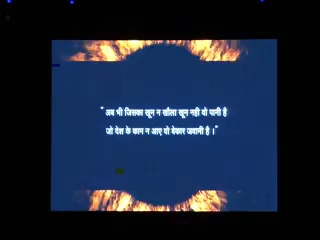 " अब भी जिसका खून न खौला खून नही वो पानी है
जो देश के काम न आए वो बेकार जवानी है ।"